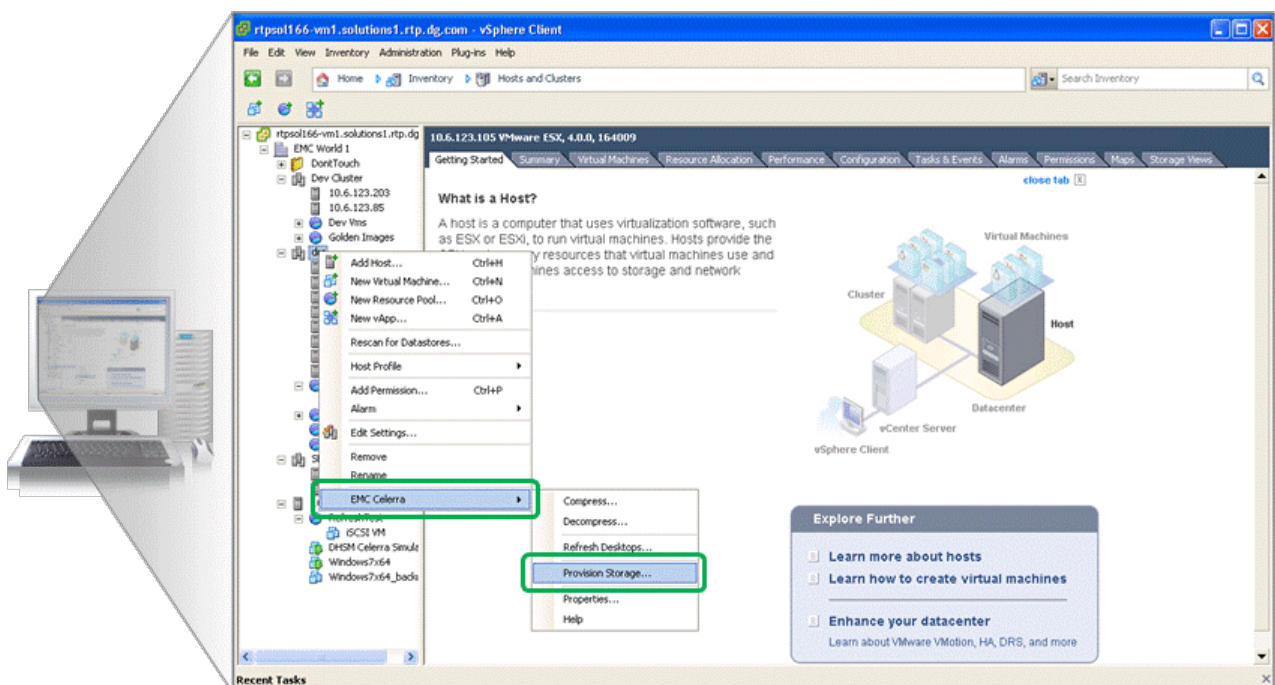 rtpsol166-vm1.solutions1.rtp.dg.com - vSphere Client
File Edit View Inventory Administration Plug-ins Help
Home Inventory Hosts and Clusters
Search Inventory
rtpsol166-vm1.solutions1.rtp.dg
EMC World 1
DontTouch
Dev Cluster
10.6.123.203
10.6.123.85
Dev Vms
Golden Images
10.6.123.105 VMware ESX, 4.0.0, 164009
Getting Started Summary Virtual Machines Resource Allocation Performance Configuration Tasks & Events Alarms Permissions Maps Storage Views
close tab
What is a Host?
A host is a computer that uses virtualization software, such
as ESX or ESXi, to run virtual machines. Hosts provide the
resources that virtual machines use and
access to storage and network
Virtual Machines
Cluster
Host
Datacenter
vCenter Server
vSphere Client
Add Host... Ctrl+H
New Virtual Machine... Ctrl+N
New Resource Pool... Ctrl+O
New vApp... Ctrl+A
Rescan for Datastores...
Host Profile
Add Permission... Ctrl+P
Alarm
Edit Settings...
Remove
Rename
EMC Celerra
Compress...
Decompress...
Refresh Desktops...
Provision Storage...
Properties...
Help
iSCSI VM
DHSM Celerra Simula
Windows7x64
Windows7x64_backu
Explore Further
Learn more about hosts
Learn how to create virtual machines
Enhance your datacenter
Learn about VMware VMotion, HA, DRS, and more
Recent Tasks